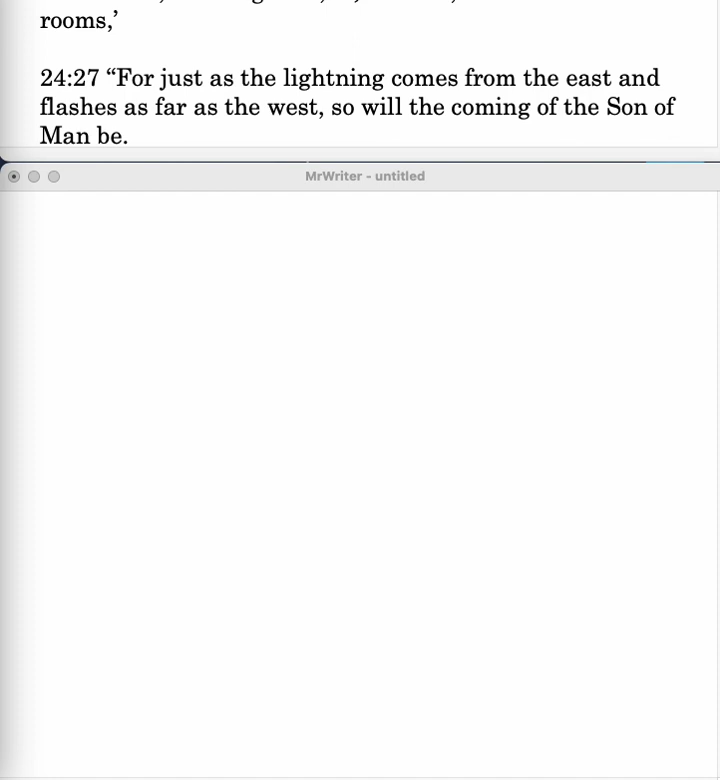 rooms,’
24:27 “For just as the lightning comes from the east and
flashes as far as the west, so will the coming of the Son of
Man be.
MrWriter - untitled